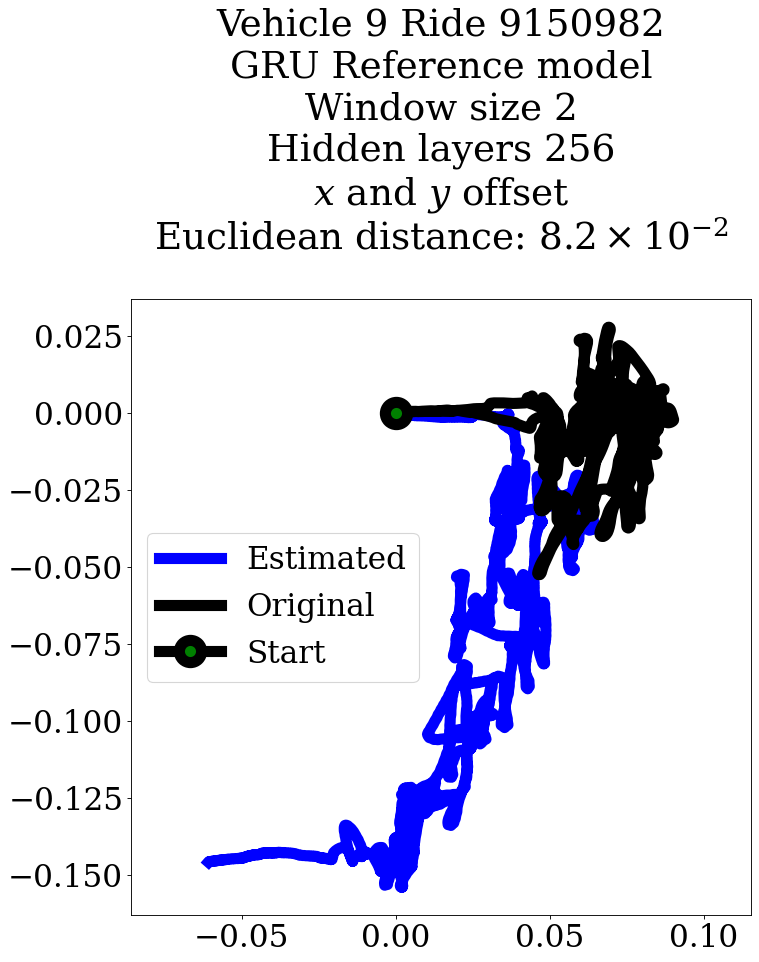 Vehicle 9 Ride 9150982
GRU Reference model
Window size 2
Hidden layers 256
x and y offset
Euclidean distance: 8.2 × 10⁻²
0.025
0.000
−0.025
−0.050
−0.075
−0.100
−0.125
−0.150
Estimated
Original
Start
−0.05
0.00
0.05
0.10